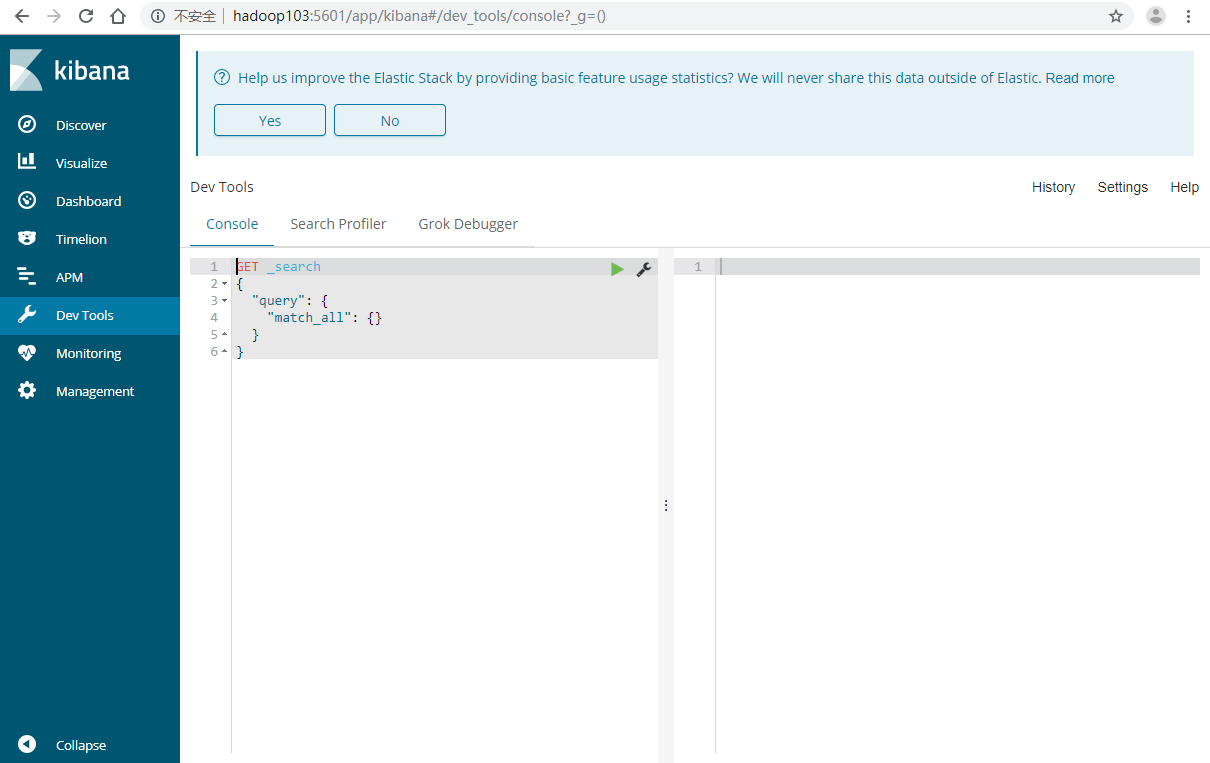 不安全 hadoop103:5601/app/kibana#/dev_tools/console?_g=()
kibana
Discover
Visualize
Dashboard
Timelion
APM
Dev Tools
Monitoring
Management
Collapse
Help us improve the Elastic Stack by providing basic feature usage statistics? We will never share this data outside of Elastic. Read more
Yes No
Dev Tools History Settings Help
Console Search Profiler Grok Debugger
1 GET _search
2 {
3 "query": {
4 "match_all": {}
5 }
6 }
1